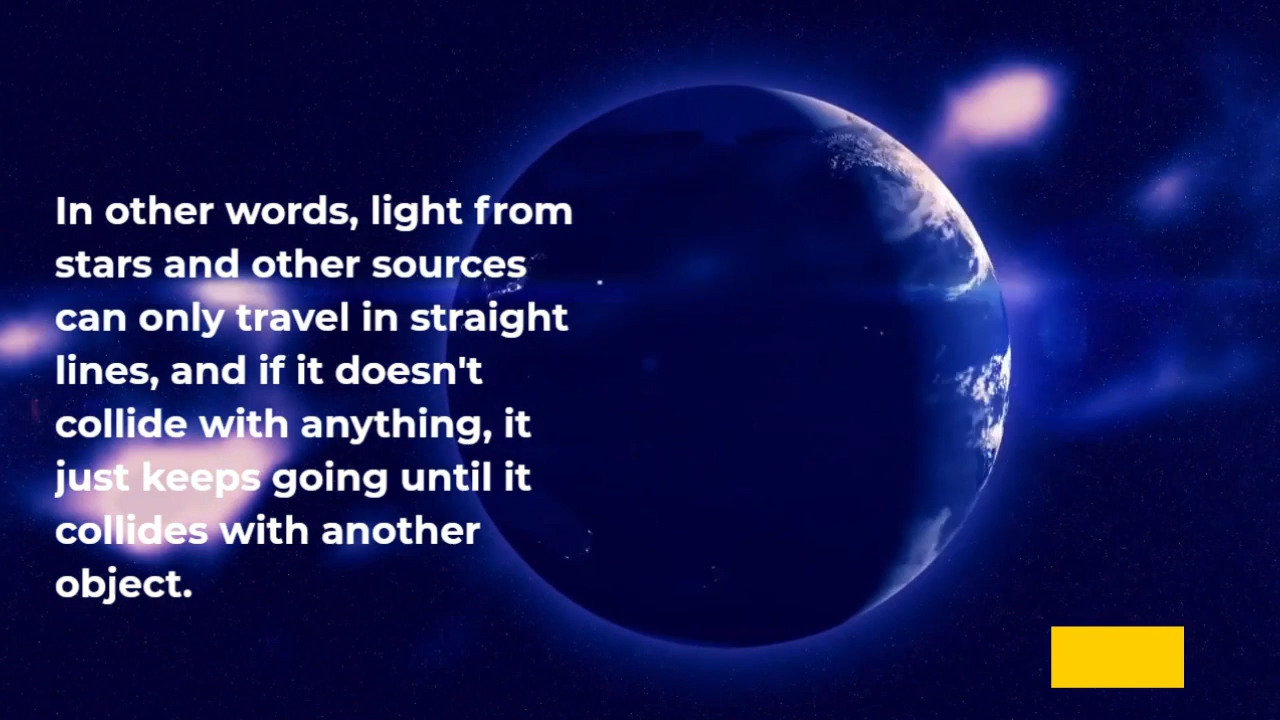 In other words, light from
stars and other sources
can only travel in straight
lines, and if it doesn't
collide with anything, it
just keeps going until it
collides with another
object.